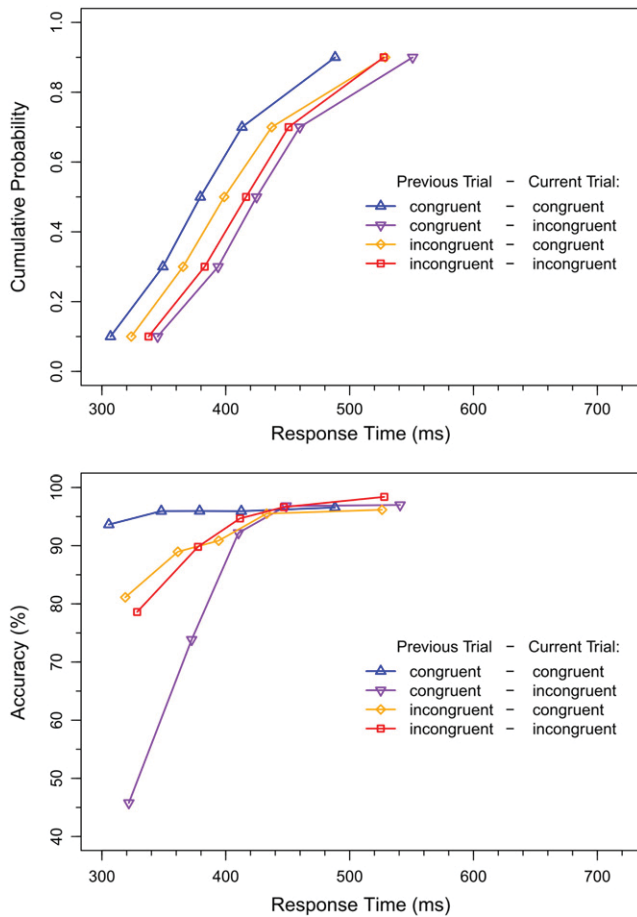 1.0
0.8
0.6
0.4
0.2
0.0
Cumulative Probability
Previous Trial – Current Trial:
congruent – congruent
congruent – incongruent
incongruent – congruent
incongruent – incongruent
300 400 500 600 700
Response Time (ms)
100
90
80
70
60
50
40
Accuracy (%)
Previous Trial – Current Trial:
congruent – congruent
congruent – incongruent
incongruent – congruent
incongruent – incongruent
300 400 500 600 700
Response Time (ms)